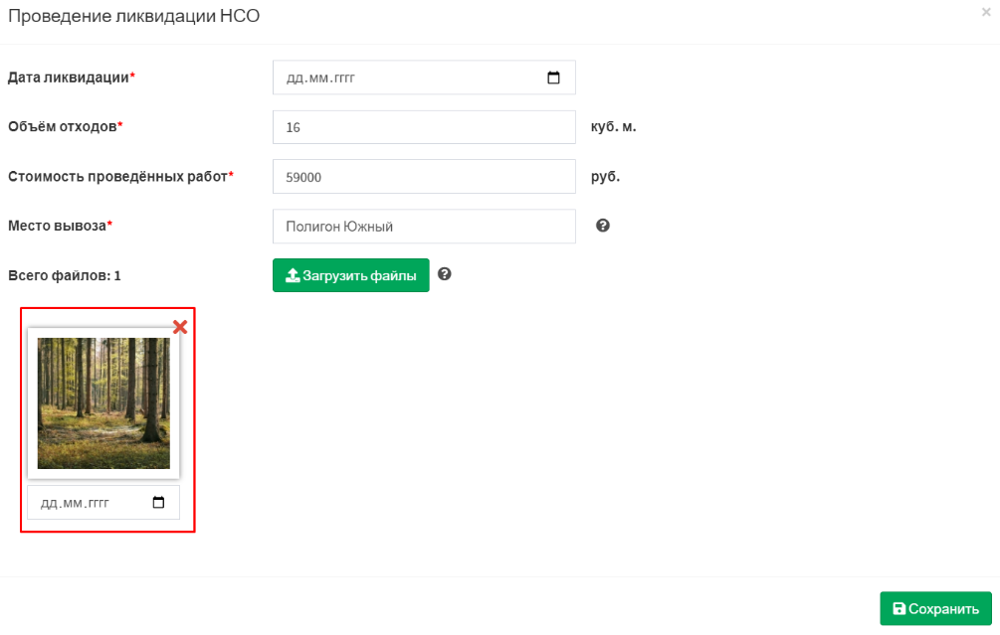 Проведение ликвидации НСО
×
Дата ликвидации* дд.мм.гггг
Объём отходов* 16 куб. м.
Стоимость проведённых работ* 59000 руб.
Место вывоза* Полигон Южный ?
Всего файлов: 1 Загрузить файлы ?
дд.мм.гггг
Сохранить